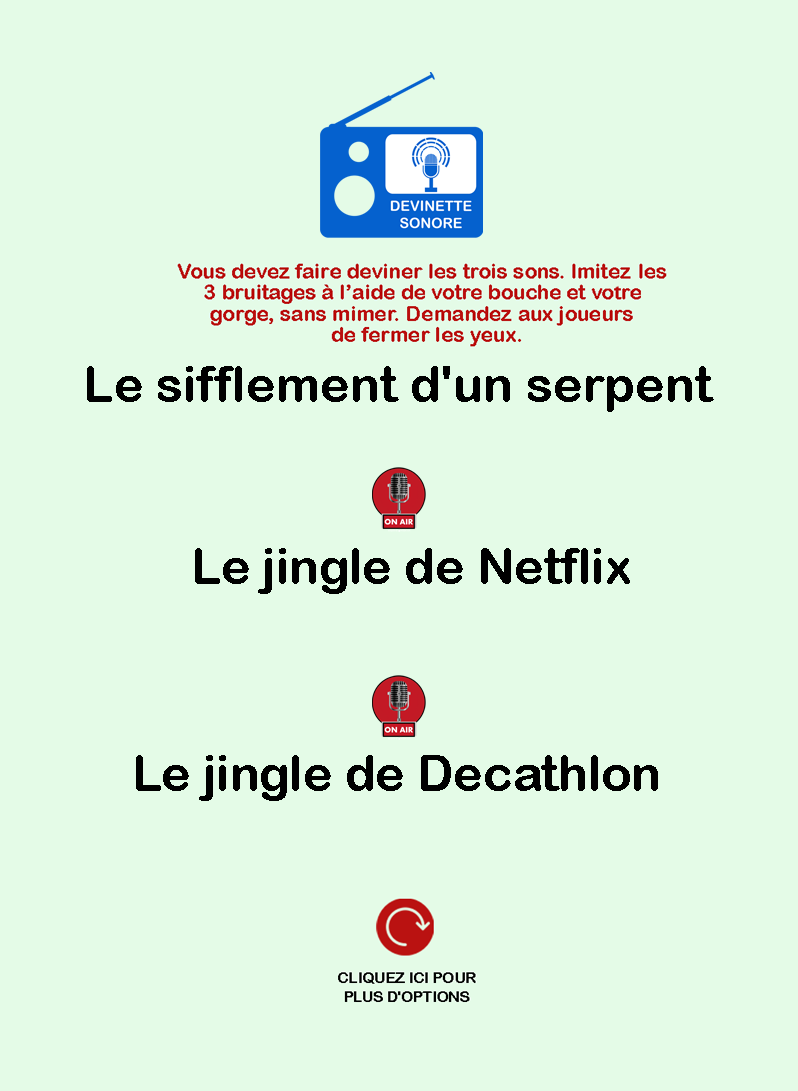 DEVINETTE
SONORE
Vous devez faire deviner les trois sons. Imitez les
3 bruitages à l’aide de votre bouche et votre
gorge, sans mimer. Demandez aux joueurs
de fermer les yeux.
Le sifflement d'un serpent
ON AIR
Le jingle de Netflix
ON AIR
Le jingle de Decathlon
CLIQUEZ ICI POUR
PLUS D'OPTIONS